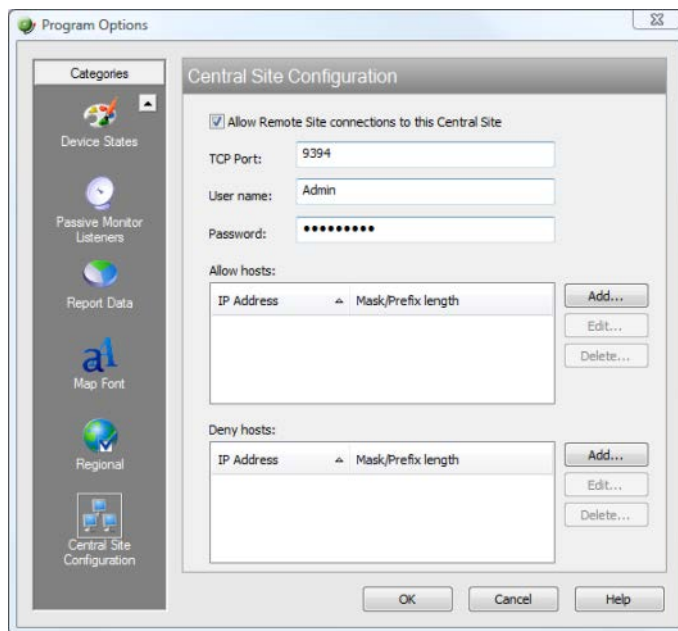 Program Options
Categories
Device States
Passive Monitor
Listeners
Report Data
Map Font
Regional
Central Site
Configuration
Central Site Configuration
Allow Remote Site connections to this Central Site
TCP Port: 9394
User name: Admin
Password: •••••••••
Allow hosts:
IP Address Mask/Prefix length
Add...
Edit...
Delete...
Deny hosts:
IP Address Mask/Prefix length
Add...
Edit...
Delete...
OK Cancel Help